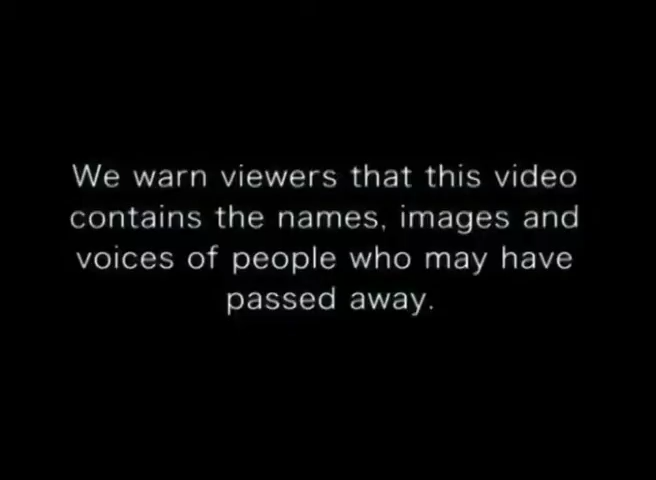 We warn viewers that this video
contains the names, images and
voices of people who may have
passed away.